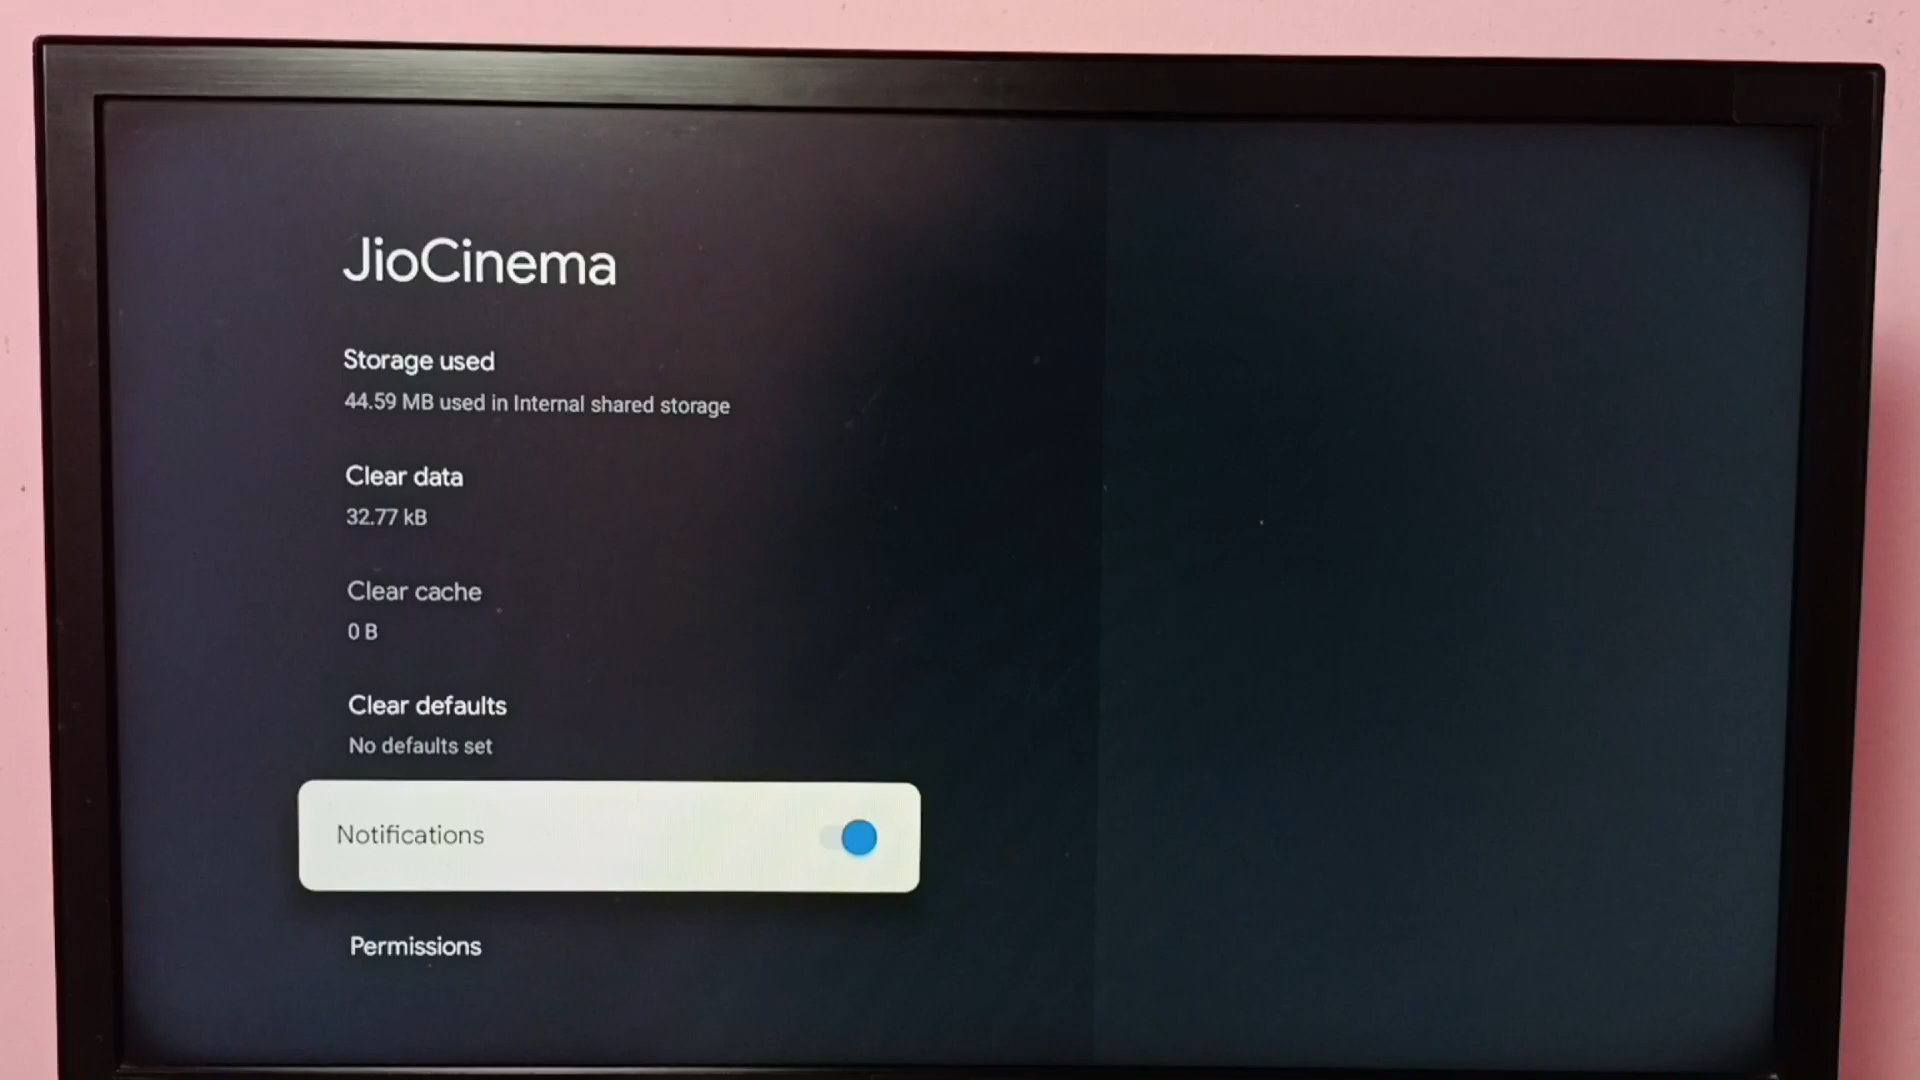 JioCinema
Storage used
44.59 MB used in Internal shared storage
Clear data
32.77 kB
Clear cache
0 B
Clear defaults
No defaults set
Notifications
Permissions